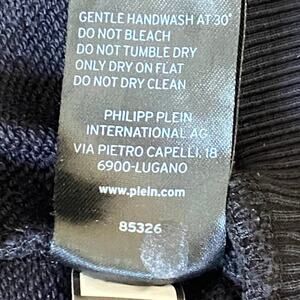 GENTLE HANDWASH AT 30°
DO NOT BLEACH
DO NOT TUMBLE DRY
ONLY DRY ON FLAT
DO NOT DRY CLEAN
PHILIPP PLEIN
INTERNATIONAL AG
VIA PIETRO CAPELLI, 18
6900-LUGANO
www.plein.com
85326